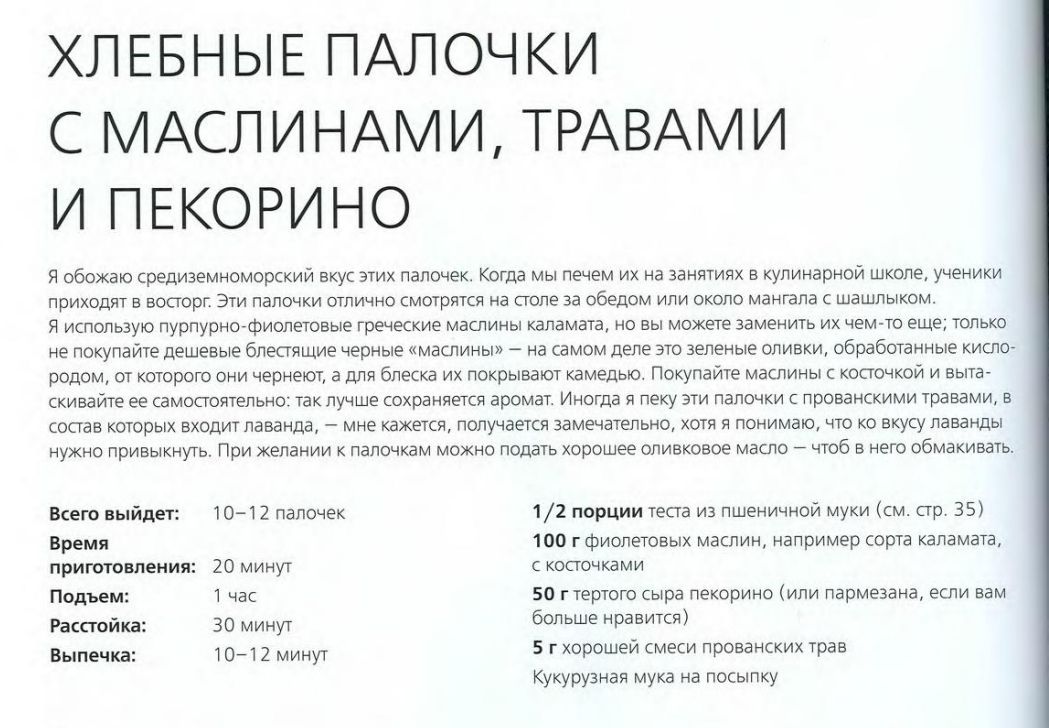 ХЛЕБНЫЕ ПАЛОЧКИ
С МАСЛИНАМИ, ТРАВАМИ
И ПЕКОРИНО
Я обожаю средиземноморский вкус этих палочек. Когда мы печем их на занятиях в кулинарной школе, ученики
приходят в восторг. Эти палочки отлично смотрятся на столе за обедом или около мангала с шашлыком.
Я использую пурпурно-фиолетовые греческие маслины каламата, но вы можете заменить их чем-то еще; только
не покупайте дешевые блестящие черные «маслины» — на самом деле это зеленые оливки, обработанные кисло-
родом, от которого они чернеют, а для блеска их покрывают камедью. Покупайте маслины с косточкой и выта-
скивайте ее самостоятельно: так лучше сохраняется аромат. Иногда я пеку эти палочки с прованскими травами, в
состав которых входит лаванда, — мне кажется, получается замечательно, хотя я понимаю, что ко вкусу лаванды
нужно привыкнуть. При желании к палочкам можно подать хорошее оливковое масло — чтоб в него обмакивать.
Всего выйдет: 10–12 палочек
Время
приготовления: 20 минут
Подъем: 1 час
Расстойка: 30 минут
Выпечка: 10–12 минут
1/2 порции теста из пшеничной муки (см. стр. 35)
100 г фиолетовых маслин, например сорта каламата,
с косточками
50 г тертого сыра пекорино (или пармезана, если вам
больше нравится)
5 г хорошей смеси прованских трав
Кукурузная мука на посыпку